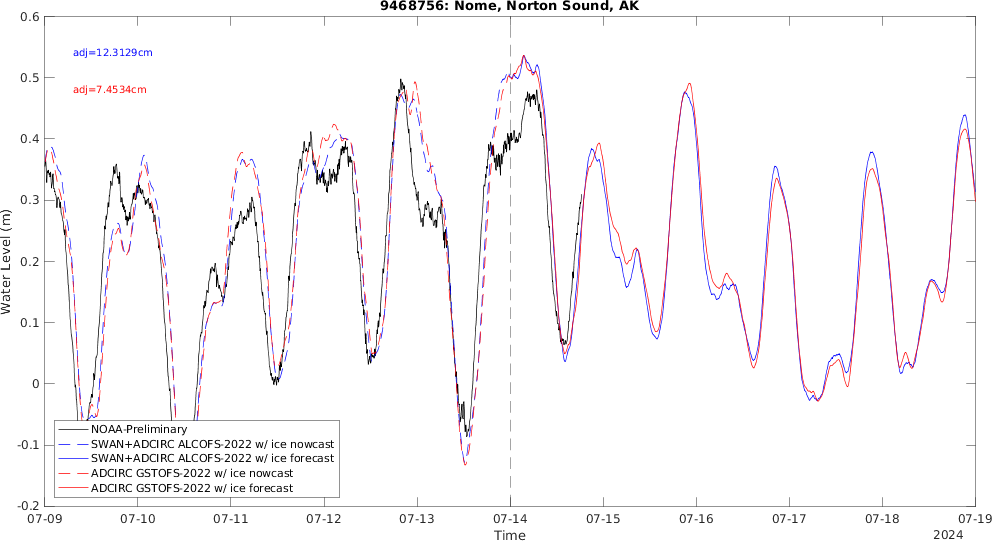 9468756: Nome, Norton Sound, AK
0.6
adj=12.3129cm
0.5
adj=7.4534cm
0.4
0.3
0.2
0.1
0
-0.1
-0.2
Water Level (m)
NOAA-Preliminary
SWAN+ADCIRC ALCOFS-2022 w/ ice nowcast
SWAN+ADCIRC ALCOFS-2022 w/ ice forecast
ADCIRC GSTOFS-2022 w/ ice nowcast
ADCIRC GSTOFS-2022 w/ ice forecast
07-09 07-10 07-11 07-12 07-13 07-14 07-15 07-16 07-17 07-18 07-19
Time
2024